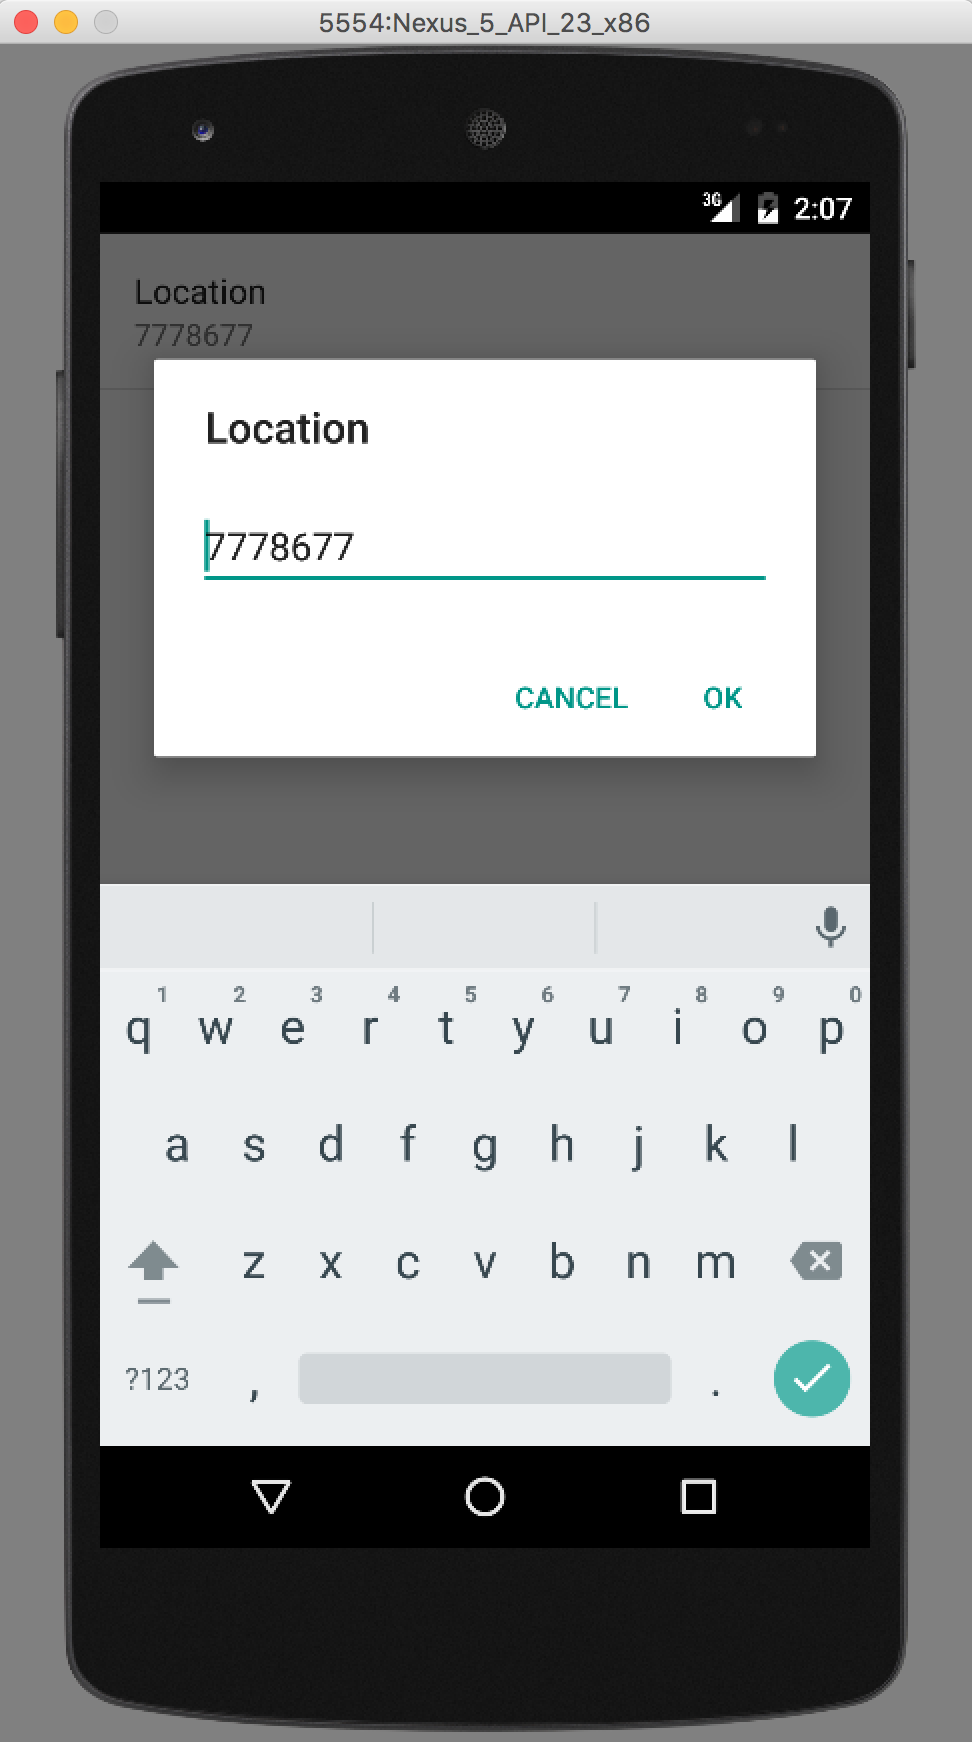 5554:Nexus_5_API_23_x86
3G 2:07
Location
7778677
Location
7778677
CANCEL OK
1 2 3 4 5 6 7 8 9 0
q w e r t y u i o p
a s d f g h j k l
z x c v b n m
?123 , .